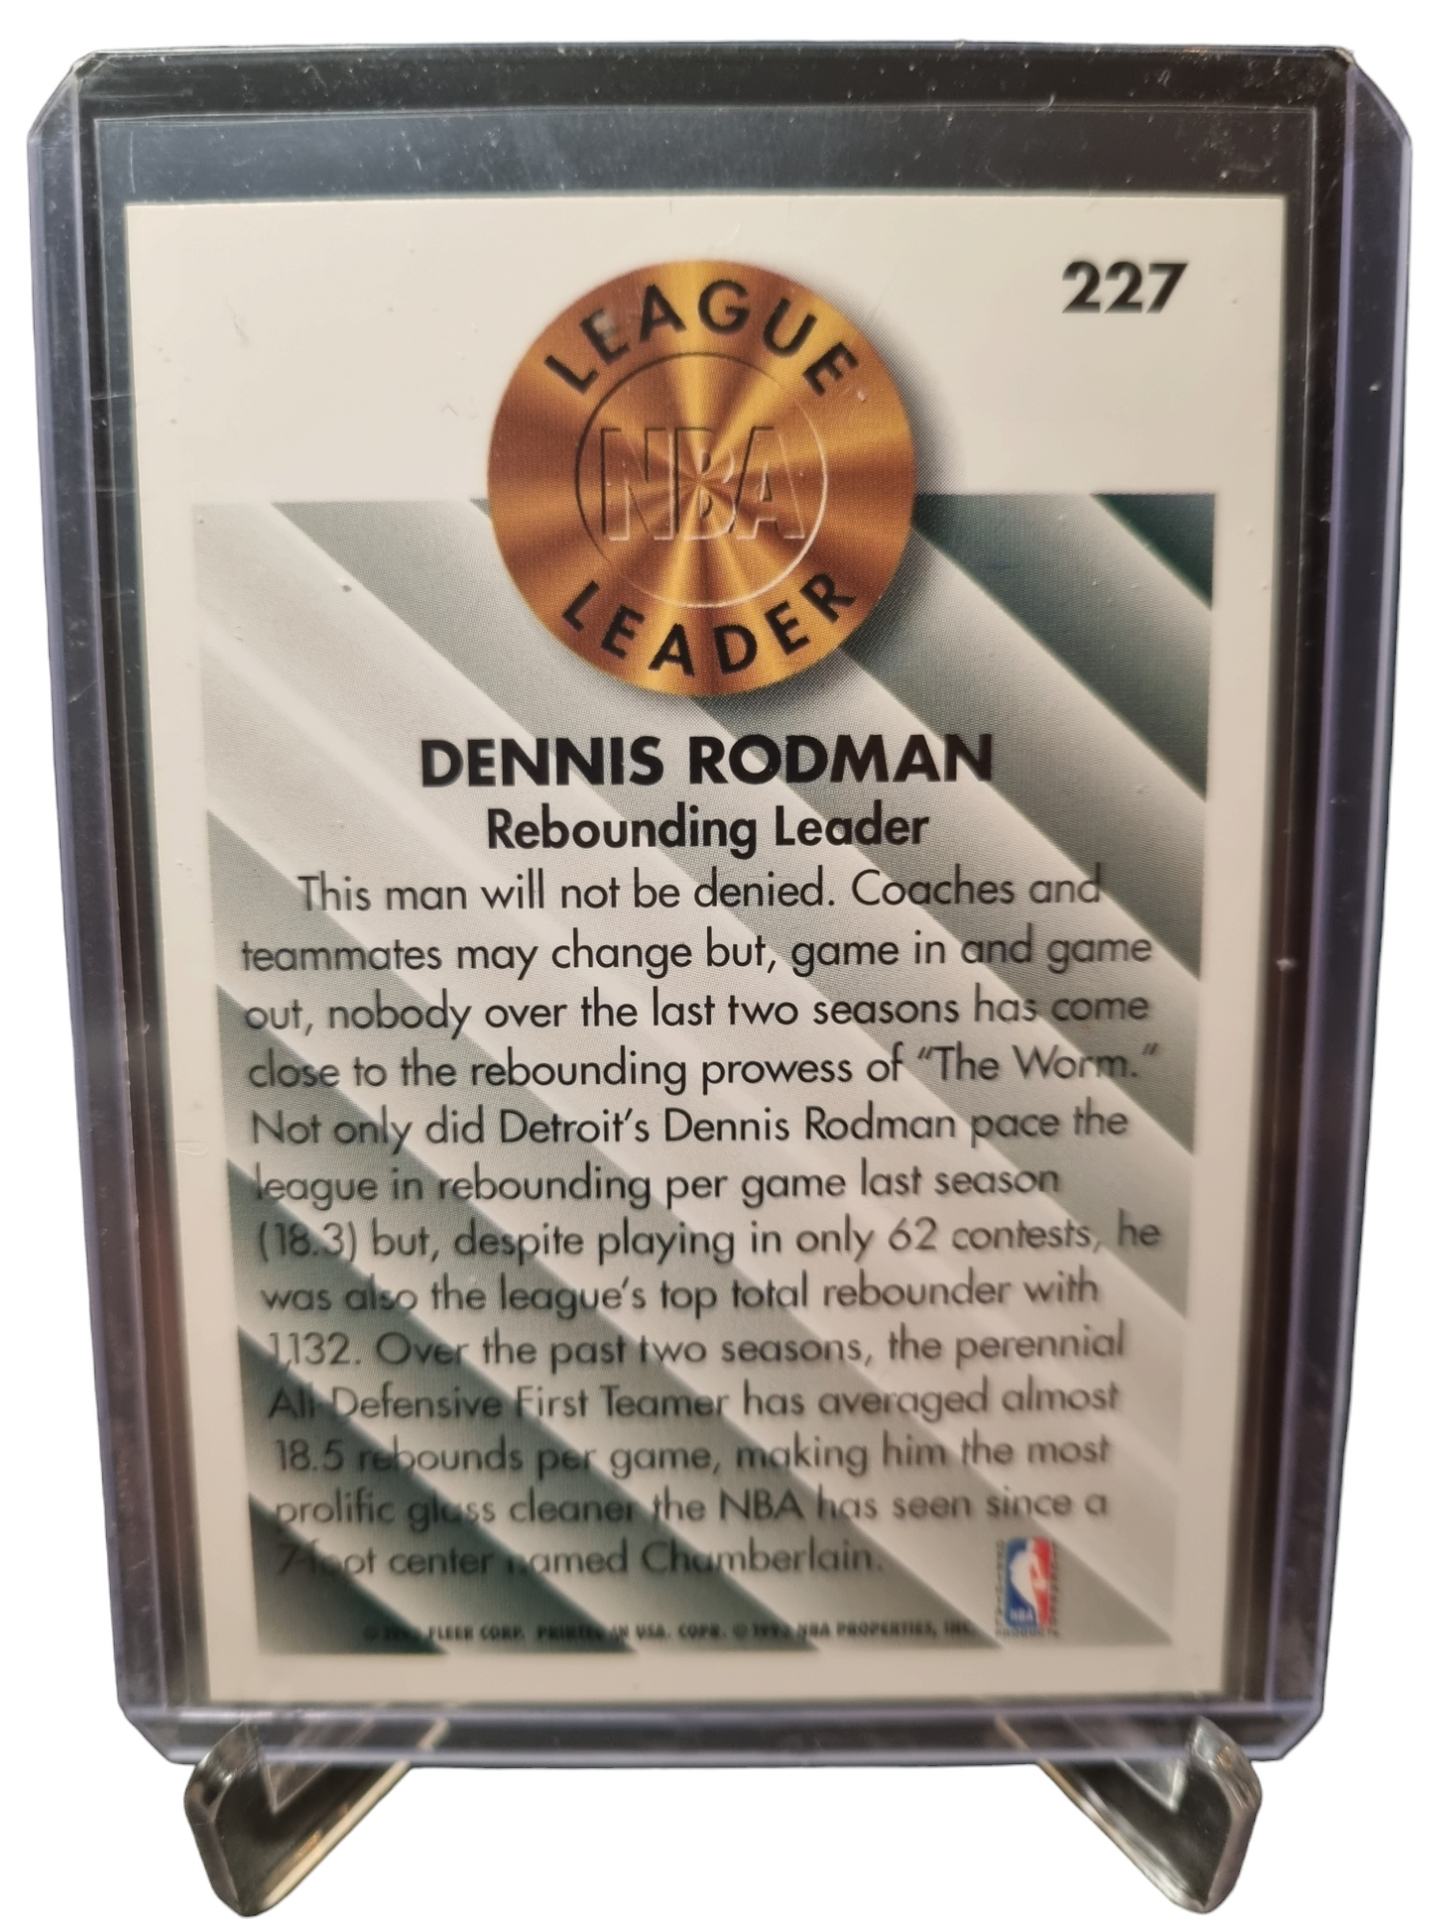 227
LEAGUE
NBA
LEADER
DENNIS RODMAN
Rebounding Leader
This man will not be denied. Coaches and
teammates may change but, game in and game
out, nobody over the last two seasons has come
close to the rebounding prowess of “The Worm.”
Not only did Detroit’s Dennis Rodman pace the
league in rebounding per game last season
(18.3) but, despite playing in only 62 contests, he
was also the league’s top total rebounder with
1,132. Over the past two seasons, the perennial
All-Defensive First Teamer has averaged almost
18.5 rebounds per game, making him the most
prolific glass cleaner the NBA has seen since a
7-foot center named Chamberlain.
© FLEER CORP. PRINTED IN USA. COPR. © NBA PROPERTIES, INC.
NBA